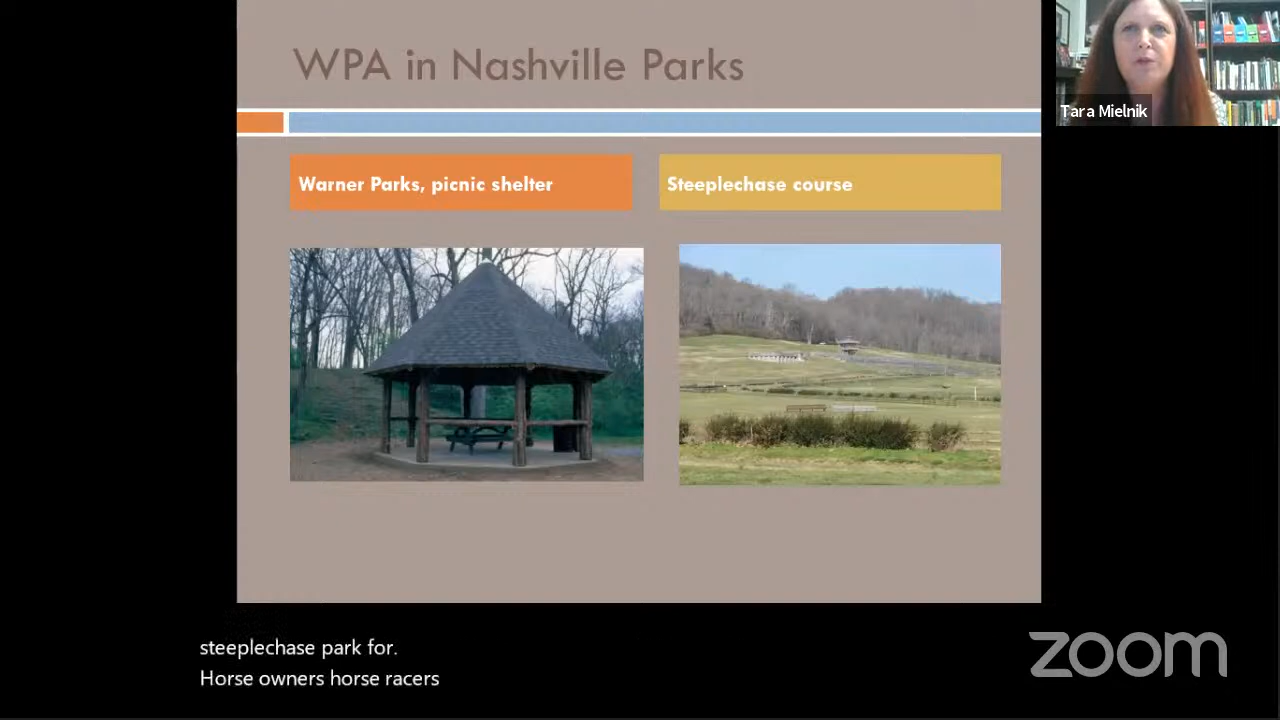 WPA in Nashville Parks
Tara Mielnik
Warner Parks, picnic shelter
Steeplechase course
steeplechase park for.
Horse owners horse racers
zoom